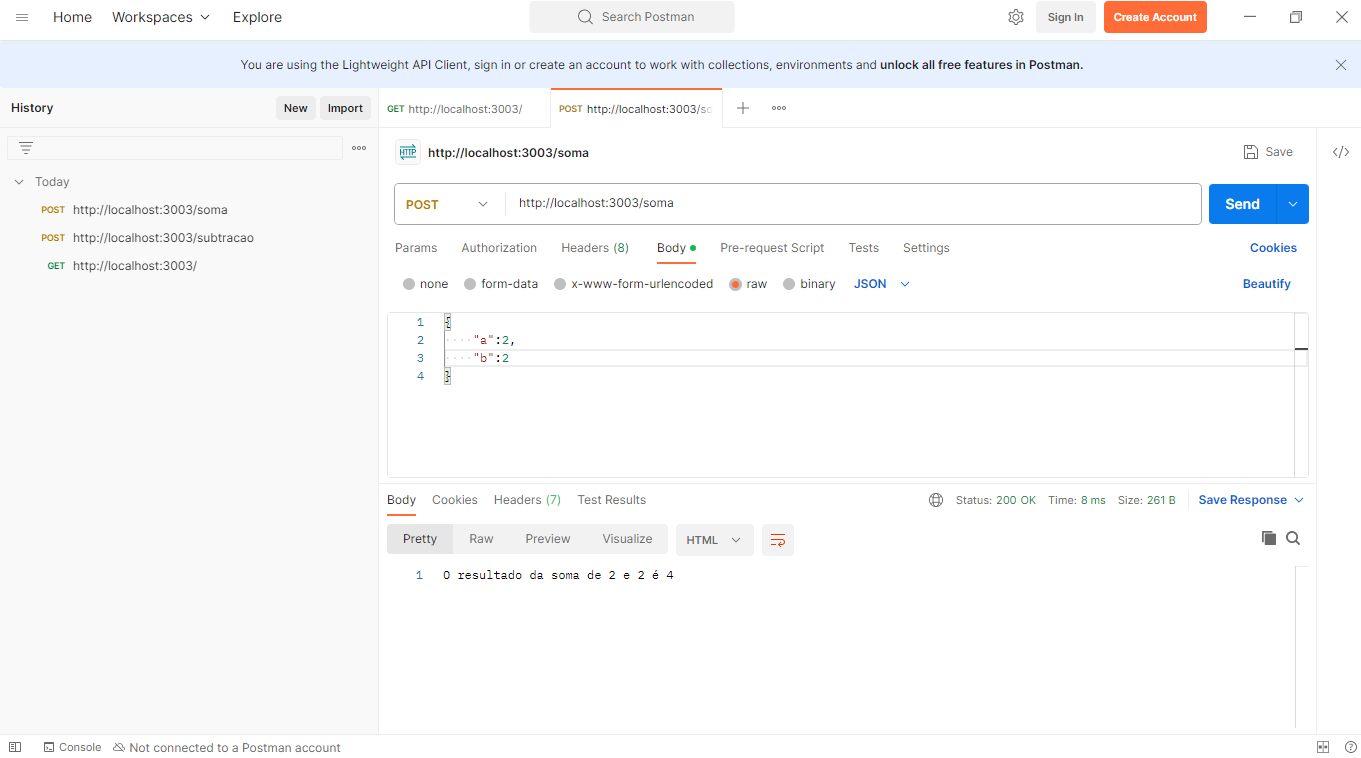 Home Workspaces Explore Search Postman Sign In Create Account
You are using the Lightweight API Client, sign in or create an account to work with collections, environments and unlock all free features in Postman.
History New Import
GET http://localhost:3003/ POST http://localhost:3003/so
HTTP http://localhost:3003/soma Save </>
Today
POST http://localhost:3003/soma
POST http://localhost:3003/subtracao
GET http://localhost:3003/
POST http://localhost:3003/soma Send
Params Authorization Headers (8) Body Pre-request Script Tests Settings Cookies
none form-data x-www-form-urlencoded raw binary JSON Beautify
1 {
2 ····"a":2,
3 ····"b":2
4 }
Body Cookies Headers (7) Test Results Status: 200 OK Time: 8 ms Size: 261 B Save Response
Pretty Raw Preview Visualize HTML
1 O resultado da soma de 2 e 2 é 4
Console Not connected to a Postman account